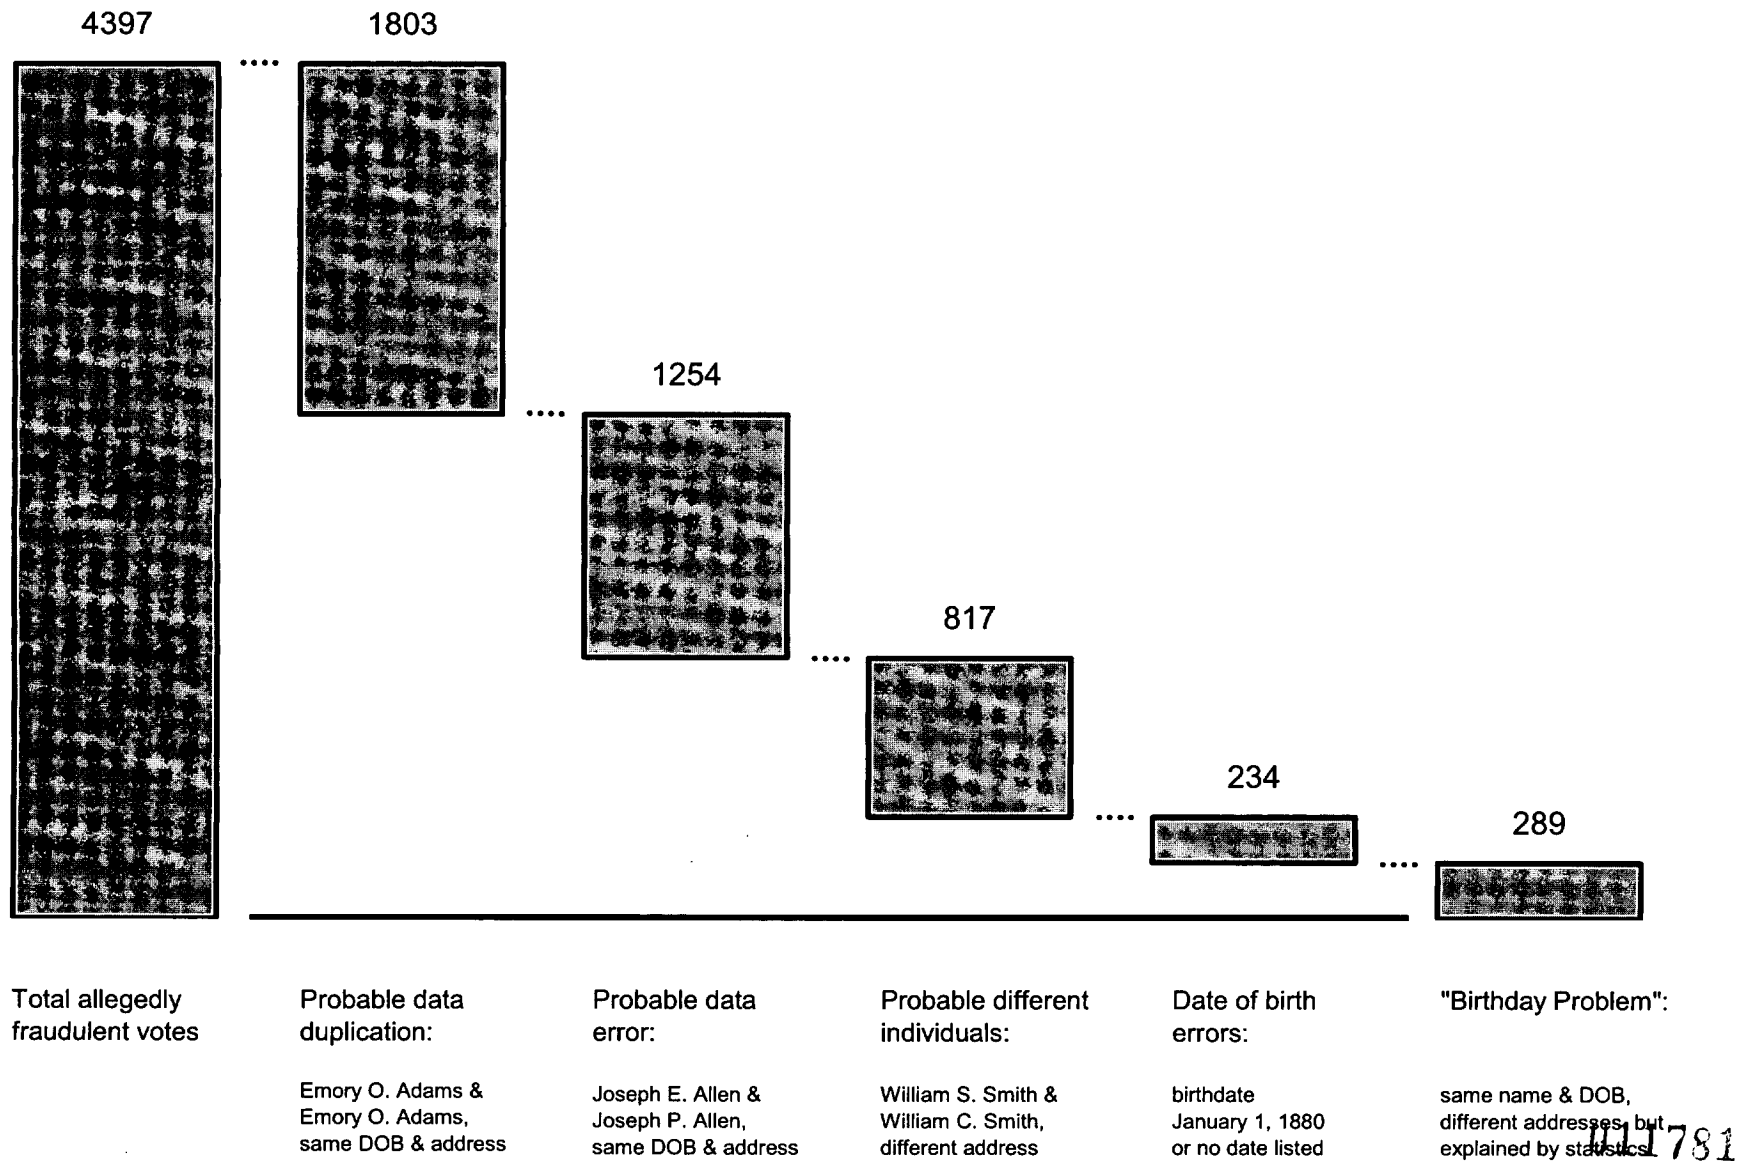 4397
1803
1254
817
234
289
Total allegedly
fraudulent votes
Probable data
duplication:
Emory O. Adams &
Emory O. Adams,
same DOB & address
Probable data
error:
Joseph E. Allen &
Joseph P. Allen,
same DOB & address
Probable different
individuals:
William S. Smith &
William C. Smith,
different address
Date of birth
errors:
birthdate
January 1, 1880
or no date listed
"Birthday Problem":
same name & DOB,
different addresses, but
explained by statistics